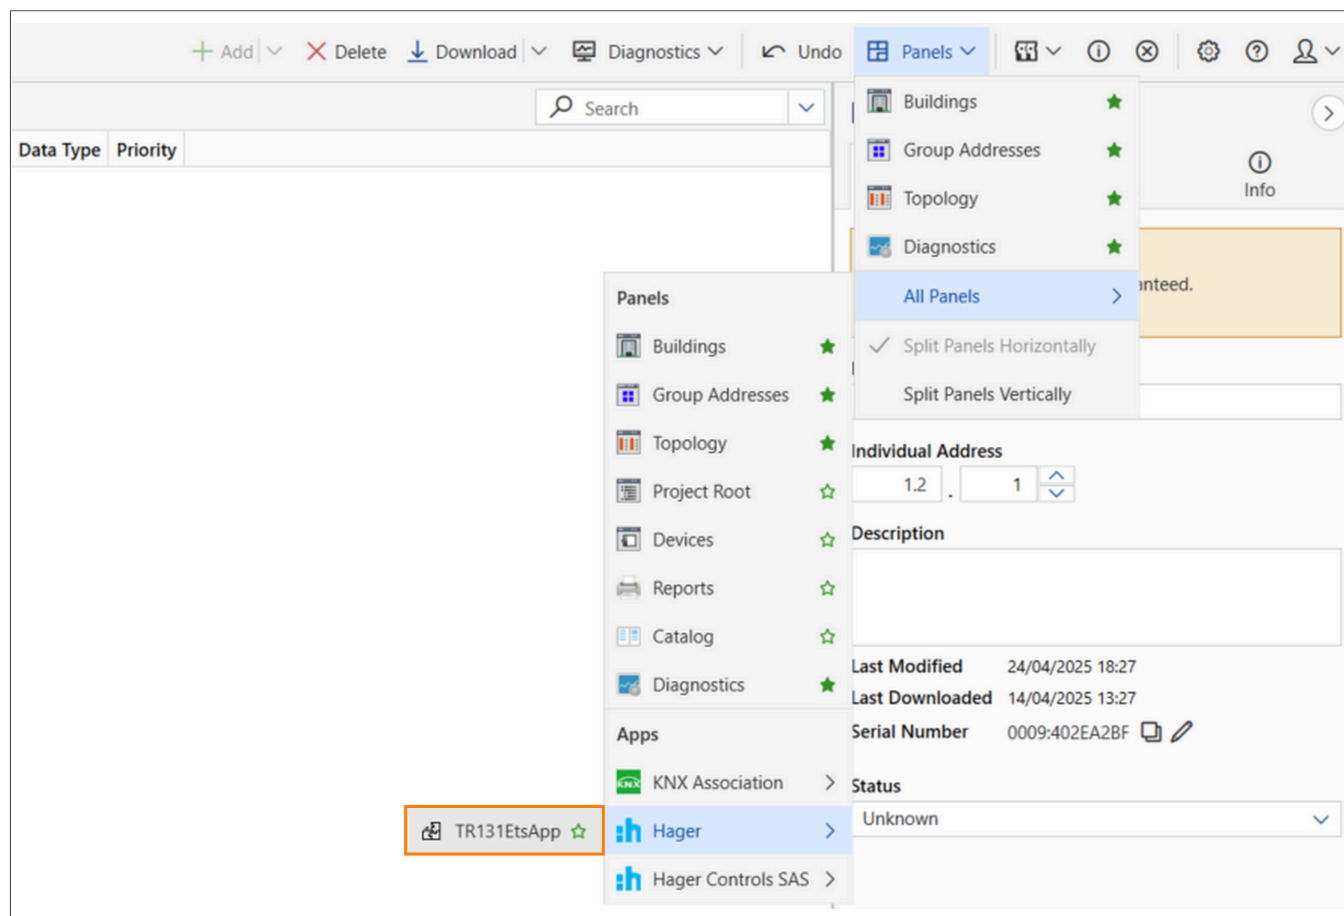 Add Delete Download Diagnostics Undo Panels
Search
Data Type Priority
Buildings
Group Addresses
Topology
Diagnostics
All Panels
Split Panels Horizontally
Split Panels Vertically
Info
anteed.
Panels
Buildings
Group Addresses
Topology
Project Root
Devices
Reports
Catalog
Diagnostics
Apps
KNX Association
Hager
Hager Controls SAS
TR131EtsApp
Individual Address
1.2 . 1
Description
Last Modified 24/04/2025 18:27
Last Downloaded 14/04/2025 13:27
Serial Number 0009:402EA2BF
Status
Unknown